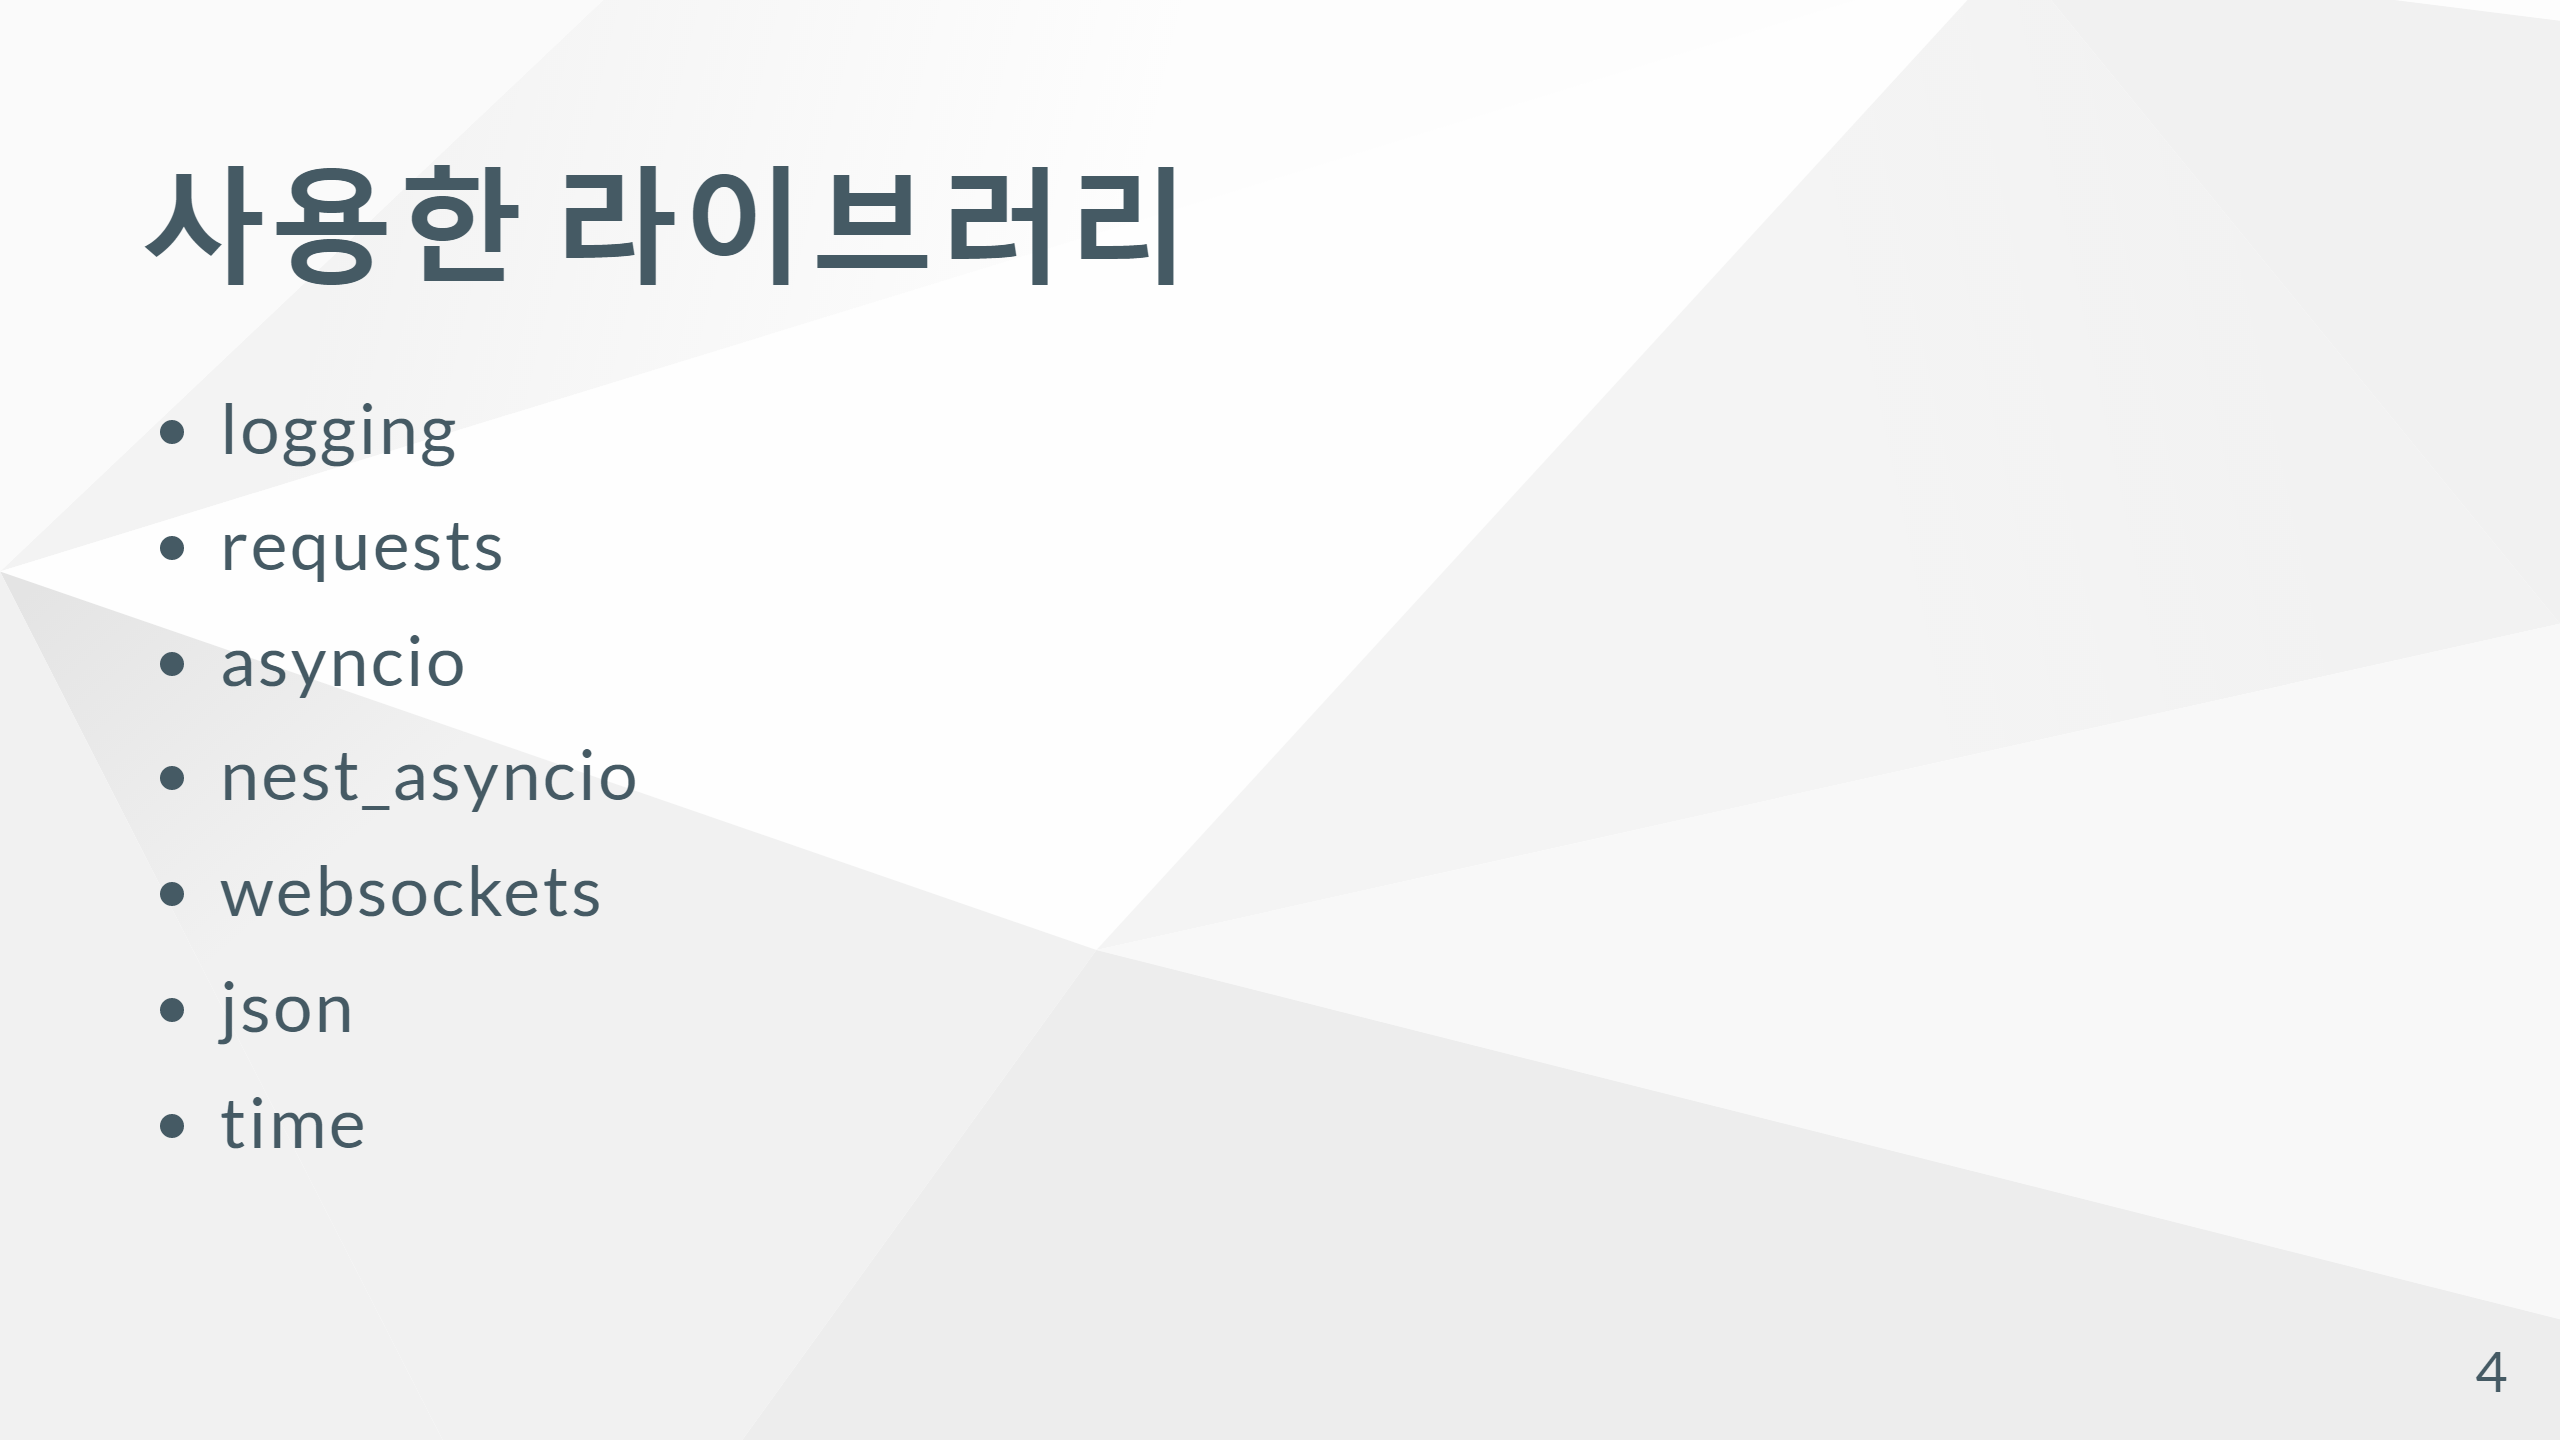 사용한 라이브러리
logging
requests
asyncio
nest_asyncio
websockets
json
time
4